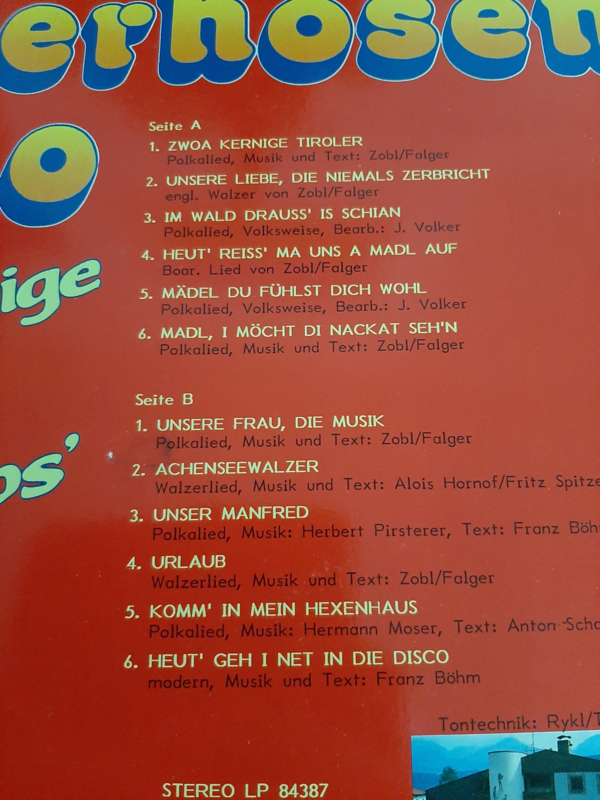 erhosen
Seite A
O
1. ZWOA KERNIGE TIROLER
Polkalied, Musik und Text: Zobl/Falger
2. UNSERE LIEBE, DIE NIEMALS ZERBRICHT
engl. Walzer von Zobl/Falger
3. IM WALD DRAUSS' IS SCHIAN
Polkalied, Volksweise, Bearb.: J. Volker
4. HEUT' REISS' MA UNS A MADL AUF
Boar. Lied von Zobl/Falger
ige
5. MÄDEL DU FÜHLST DICH WOHL
Polkalied, Volksweise, Bearb.: J. Volker
6. MADL, I MÖCHT DI NACKAT SEH'N
Polkalied, Musik und Text: Zobl/Falger
Seite B
1. UNSERE FRAU, DIE MUSIK
Polkalied, Musik und Text: Zobl/Falger
os'
2. ACHENSEEWALZER
Walzerlied, Musik und Text: Alois Hornof/Fritz Spitze
3. UNSER MANFRED
Polkalied, Musik: Herbert Pirsterer, Text: Franz Böh
4. URLAUB
Walzerlied, Musik und Text: Zobl/Falger
5. KOMM' IN MEIN HEXENHAUS
Polkalied, Musik: Hermann Moser, Text: Anton Scha
6. HEUT' GEH I NET IN DIE DISCO
modern, Musik und Text: Franz Böhm
Tontechnik: Rykl/T
STEREO LP 84387